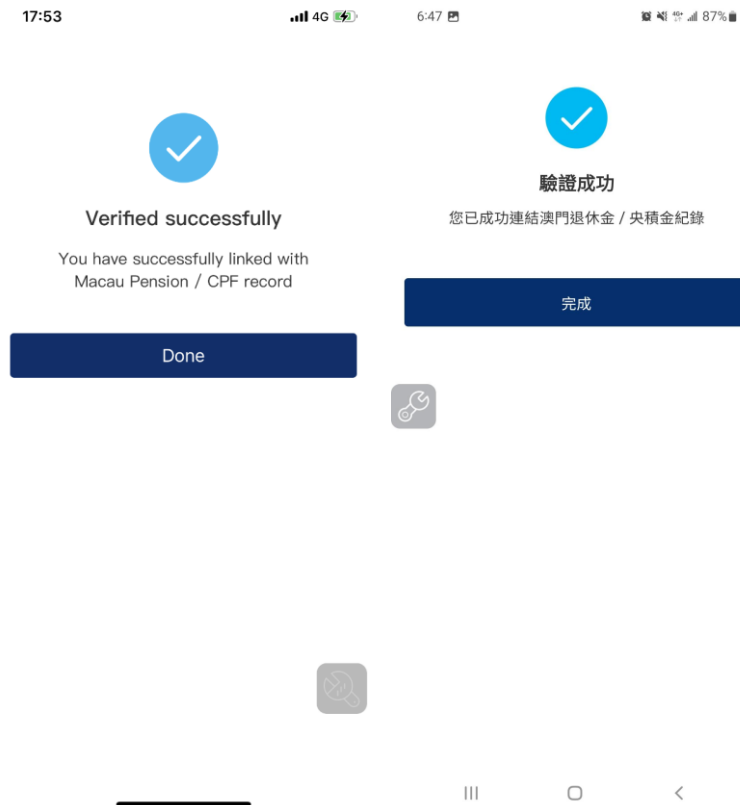 17:53
4G
Verified successfully
You have successfully linked with
Macau Pension / CPF record
Done
6:47
4G+
87%
驗證成功
您已成功連結澳門退休金 / 央積金紀錄
完成